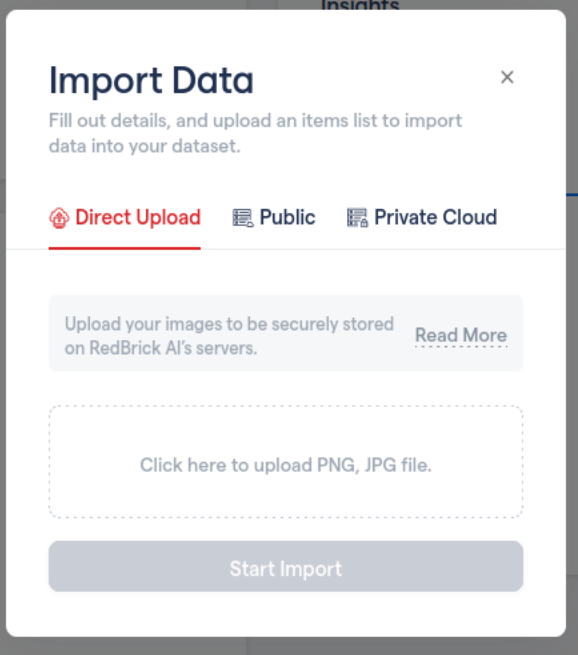 Insights
Import Data
Fill out details, and upload an items list to import
data into your dataset.
Direct Upload
Public
Private Cloud
Upload your images to be securely stored
on RedBrick AI's servers.
Read More
Click here to upload PNG, JPG file.
Start Import